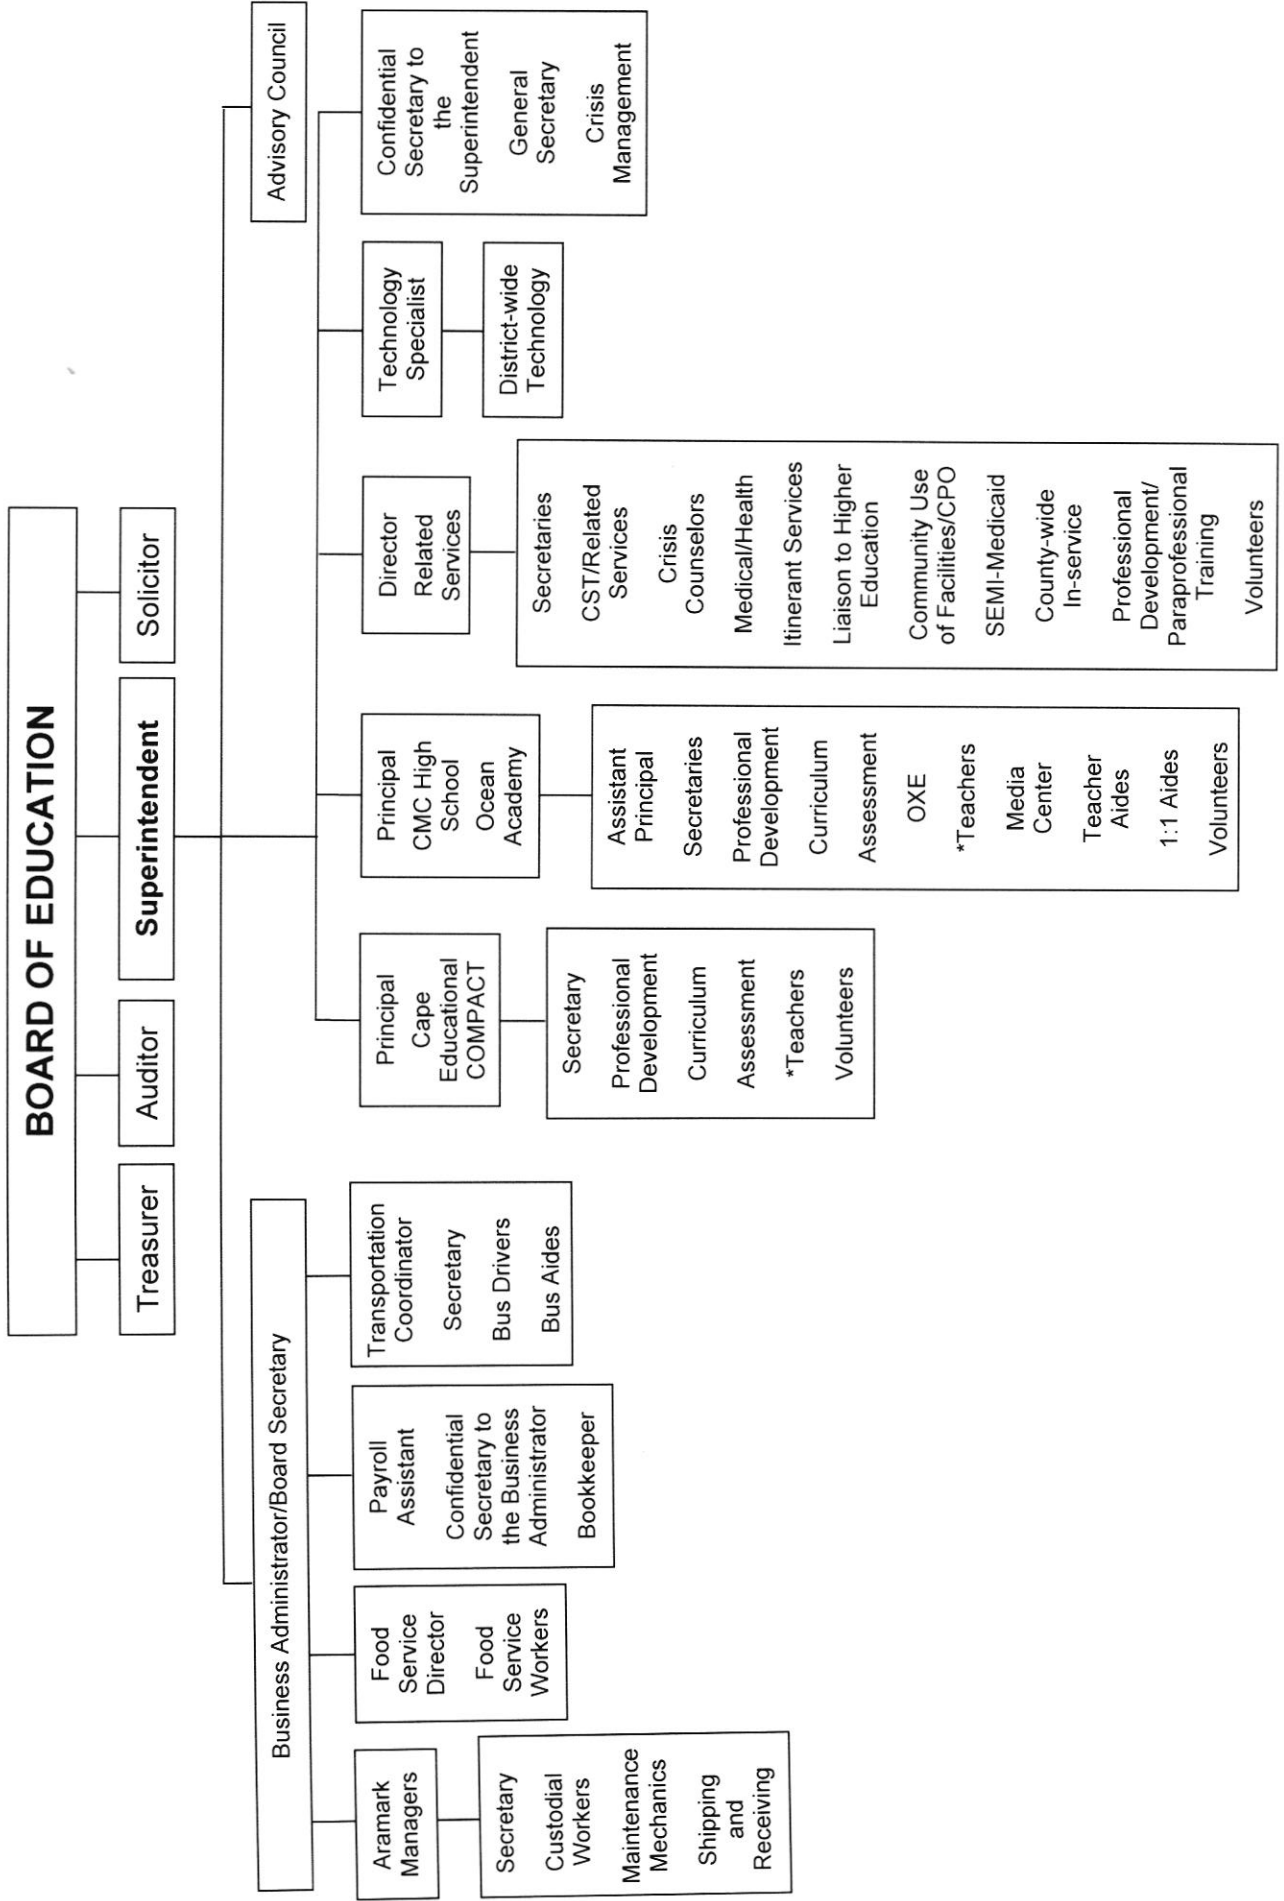 BOARD OF EDUCATION
Treasurer
Auditor
Superintendent
Solicitor
Business Administrator/Board Secretary
Advisory Council
Aramark
Managers
Secretary
Custodial
Workers
Maintenance
Mechanics
Shipping
and
Receiving
Food
Service
Director
Food
Service
Workers
Payroll
Assistant
Confidential
Secretary to
the Business
Administrator
Bookkeeper
Transportation
Coordinator
Secretary
Bus Drivers
Bus Aides
Principal
Cape
Educational
COMPACT
Secretary
Professional
Development
Curriculum
Assessment
*Teachers
Volunteers
Principal
CMC High
School
Ocean
Academy
Assistant
Principal
Secretaries
Professional
Development
Curriculum
Assessment
OXE
*Teachers
Media
Center
Teacher
Aides
1:1 Aides
Volunteers
Director
Related
Services
Secretaries
CST/Related
Services
Crisis
Counselors
Medical/Health
Itinerant Services
Liaison to Higher
Education
Community Use
of Facilities/CPO
SEMI-Medicaid
County-wide
In-service
Professional
Development/
Paraprofessional
Training
Volunteers
Technology
Specialist
District-wide
Technology
Confidential
Secretary to
the
Superintendent
General
Secretary
Crisis
Management